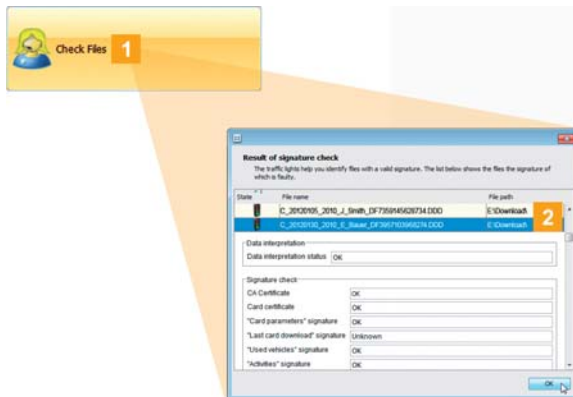 Check Files 1
Result of signature check
The traffic lights help you identify files with a valid signature. The list below shows the files the signature of
which is faulty.
State File name File path
C_20120105_2010_J_Smith_DF7359145628734.DDD E:\Download\
C_20120130_2010_E_Bauer_DF3957103968274.DDD E:\Download\
2
Data interpretation
Data interpretation status OK
Signature check
CA Certificate OK
Card certificate OK
"Card parameters" signature OK
"Last card download" signature Unknown
"Used vehicles" signature OK
"Activities" signature OK
OK